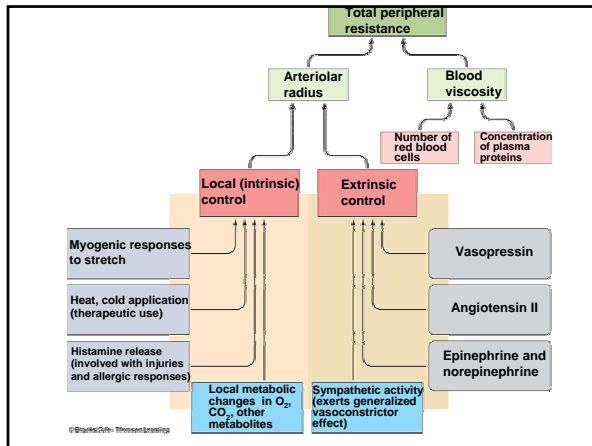 Total peripheral
resistance
Arteriolar
radius
Blood
viscosity
Number of
red blood
cells
Concentration
of plasma
proteins
Local (intrinsic)
control
Extrinsic
control
Myogenic responses
to stretch
Heat, cold application
(therapeutic use)
Histamine release
(involved with injuries
and allergic responses)
Local metabolic
changes in O₂,
CO₂, other
metabolites
Sympathetic activity
(exerts generalized
vasoconstrictor
effect)
Vasopressin
Angiotensin II
Epinephrine and
norepinephrine
Thomson Learning